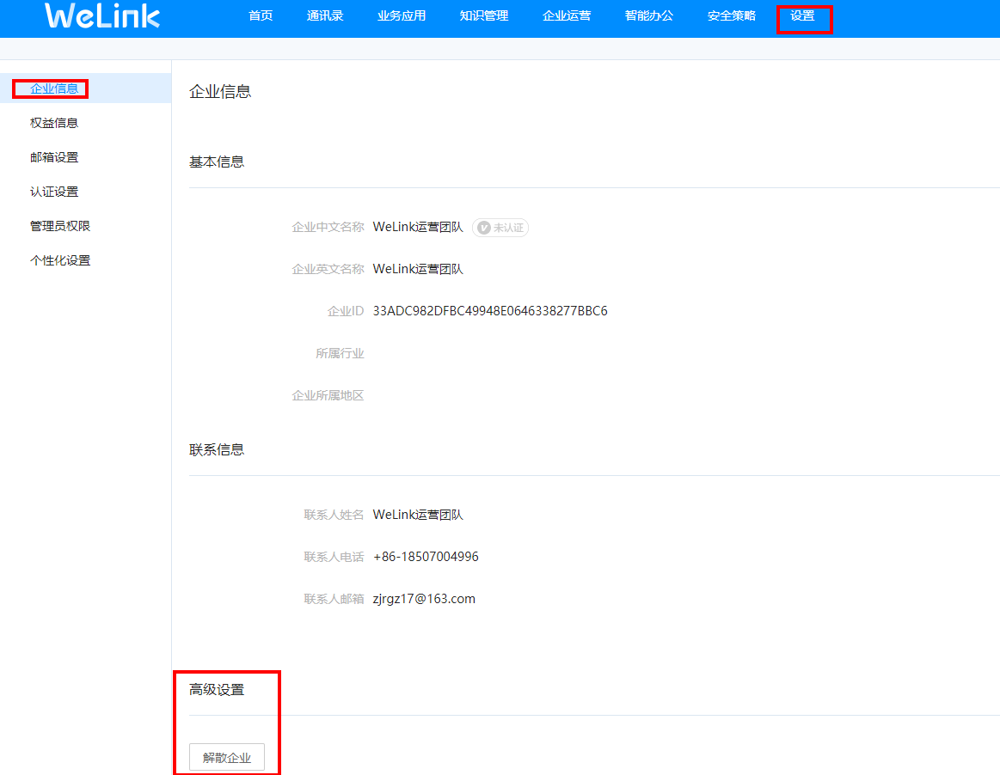 WeLink 首页 通讯录 业务应用 知识管理 企业运营 智能办公 安全策略 设置
企业信息
权益信息
邮箱设置
认证设置
管理员权限
个性化设置
企业信息
基本信息
企业中文名称 WeLink运营团队 V 未认证
企业英文名称 WeLink运营团队
企业ID 33ADC982DFBC49948E0646338277BBC6
所属行业
企业所属地区
联系信息
联系人姓名 WeLink运营团队
联系人电话 +86-18507004996
联系人邮箱 zjrgz17@163.com
高级设置
解散企业